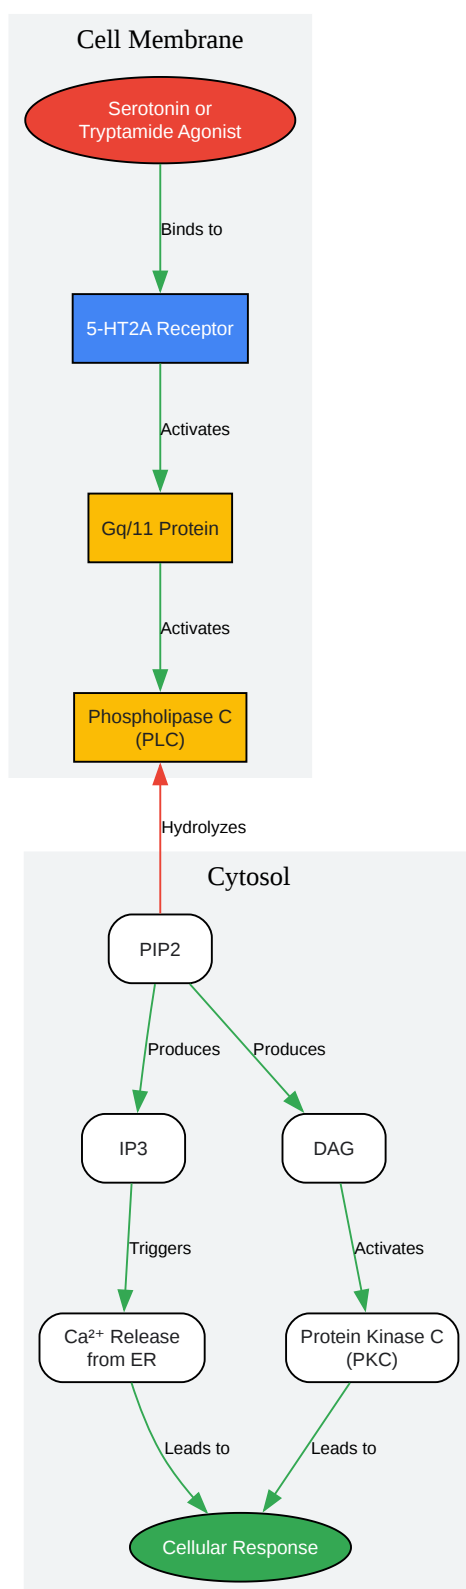 Cell Membrane
Serotonin or
Tryptamide Agonist
Binds to
5-HT2A Receptor
Activates
Gq/11 Protein
Activates
Phospholipase C
(PLC)
Hydrolyzes
Cytosol
PIP2
Produces
Produces
IP3
DAG
Triggers
Activates
Ca²⁺ Release
from ER
Protein Kinase C
(PKC)
Leads to
Leads to
Cellular Response